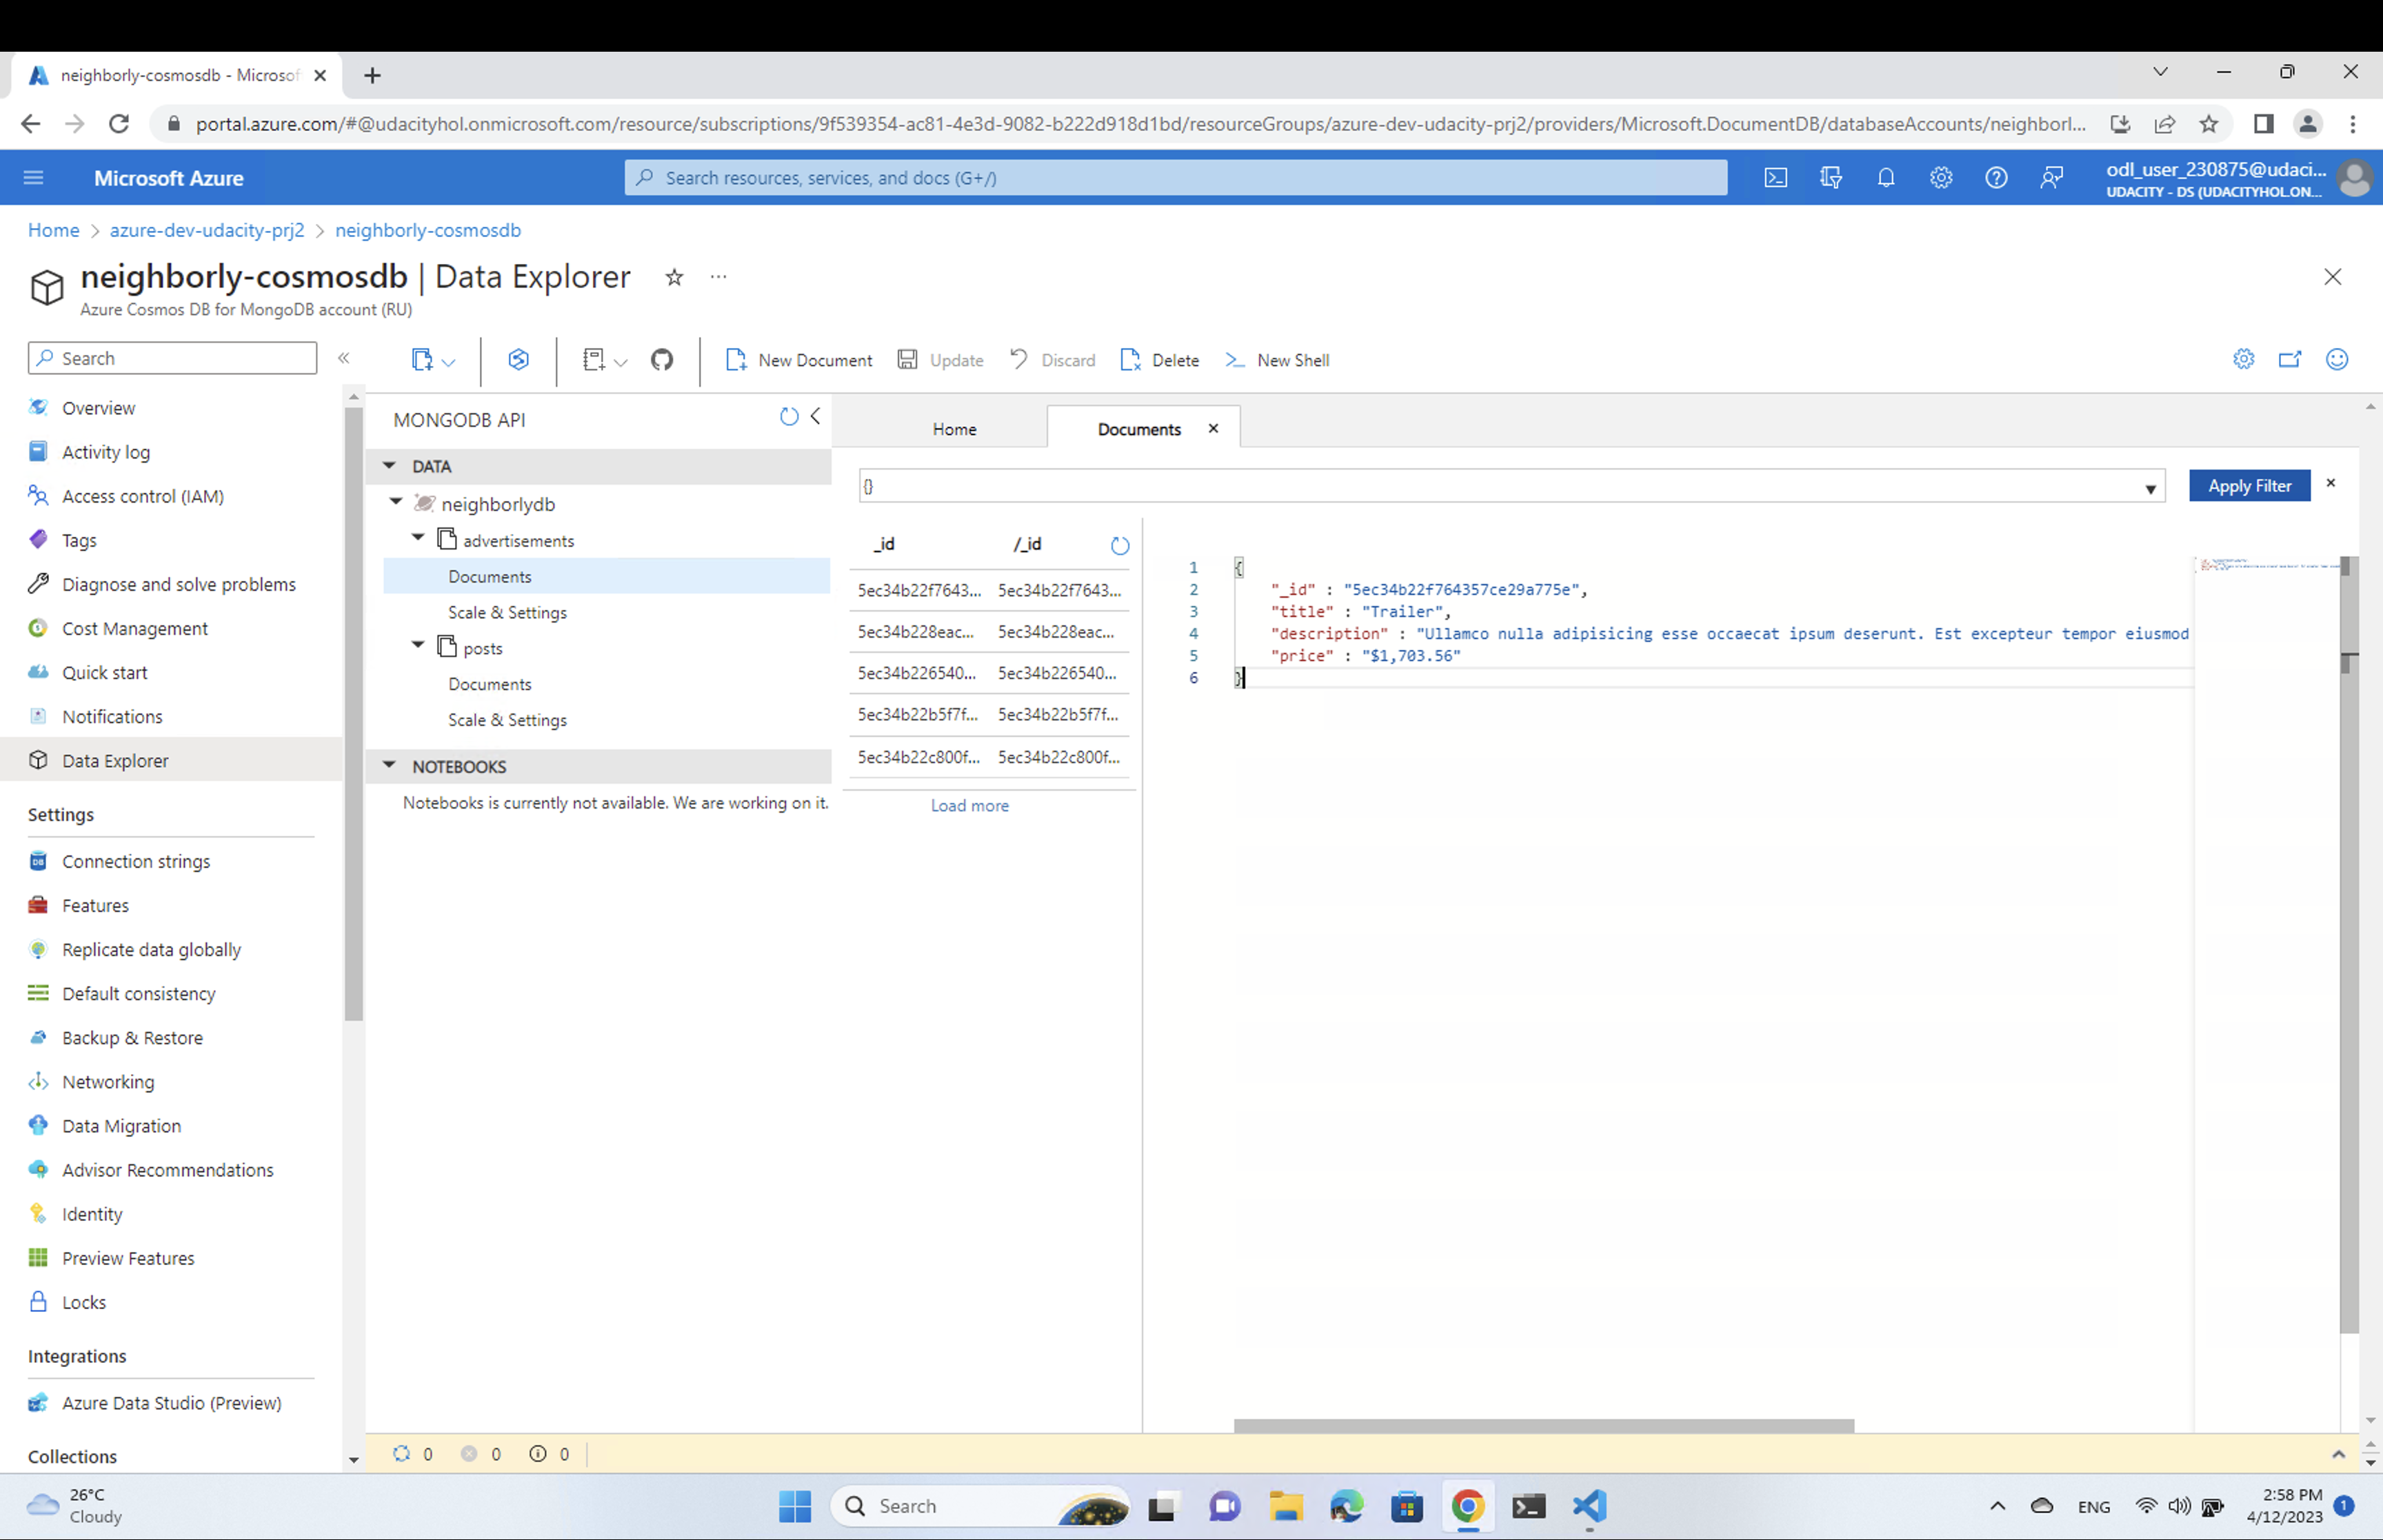 neighborly-cosmosdb - Microsof
portal.azure.com/#@udacityhol.onmicrosoft.com/resource/subscriptions/9f539354-ac81-4e3d-9082-b222d918d1bd/resourceGroups/azure-dev-udacity-prj2/providers/Microsoft.DocumentDB/databaseAccounts/neighborl...
Microsoft Azure
Search resources, services, and docs (G+/)
odl_user_230875@udaci...
UDACITY - DS (UDACITYHOL.ON...
Home > azure-dev-udacity-prj2 > neighborly-cosmosdb
neighborly-cosmosdb | Data Explorer
Azure Cosmos DB for MongoDB account (RU)
Search
New Document
Update
Discard
Delete
New Shell
Overview
Activity log
Access control (IAM)
Tags
Diagnose and solve problems
Cost Management
Quick start
Notifications
Data Explorer
Settings
Connection strings
Features
Replicate data globally
Default consistency
Backup & Restore
Networking
Data Migration
Advisor Recommendations
Identity
Preview Features
Locks
Integrations
Azure Data Studio (Preview)
Collections
MONGODB API
DATA
neighborlydb
advertisements
Documents
Scale & Settings
posts
Documents
Scale & Settings
NOTEBOOKS
Notebooks is currently not available. We are working on it.
Home
Documents
{}
Apply Filter
_id /_id
5ec34b22f7643... 5ec34b22f7643...
5ec34b228eac... 5ec34b228eac...
5ec34b226540... 5ec34b226540...
5ec34b22b5f7f... 5ec34b22b5f7f...
5ec34b22c800f... 5ec34b22c800f...
Load more
1 {
2 "_id" : "5ec34b22f764357ce29a775e",
3 "title" : "Trailer",
4 "description" : "Ullamco nulla adipisicing esse occaecat ipsum deserunt. Est excepteur tempor eiusmod
5 "price" : "$1,703.56"
6 }
0 0 0
26°C
Cloudy
Search
ENG
2:58 PM
4/12/2023
1